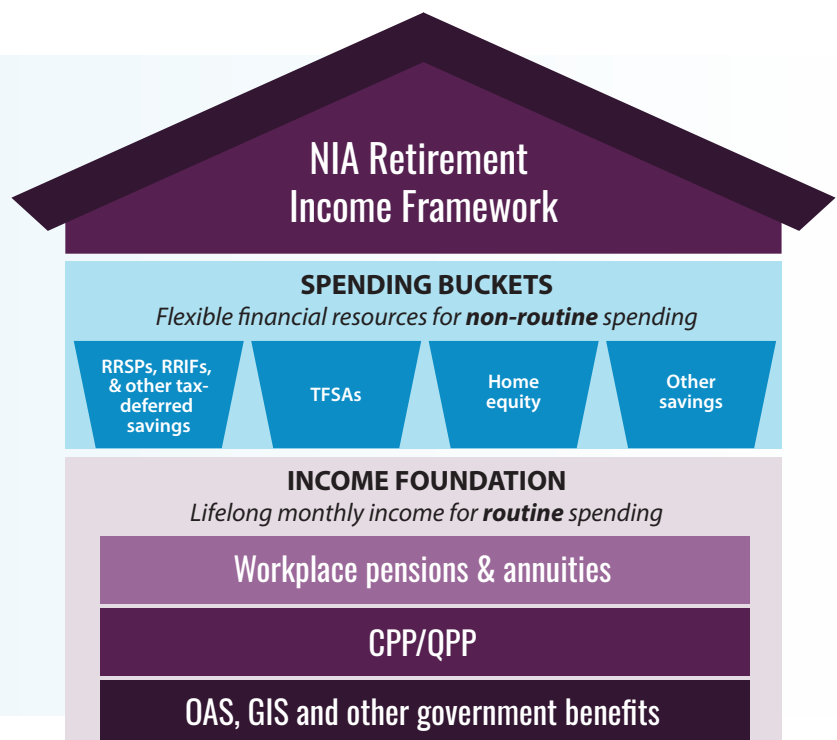 NIA Retirement
Income Framework
SPENDING BUCKETS
Flexible financial resources for non-routine spending
RRSPs, RRIFs,
& other tax-
deferred
savings
TFSAs
Home
equity
Other
savings
INCOME FOUNDATION
Lifelong monthly income for routine spending
Workplace pensions & annuities
CPP/QPP
OAS, GIS and other government benefits